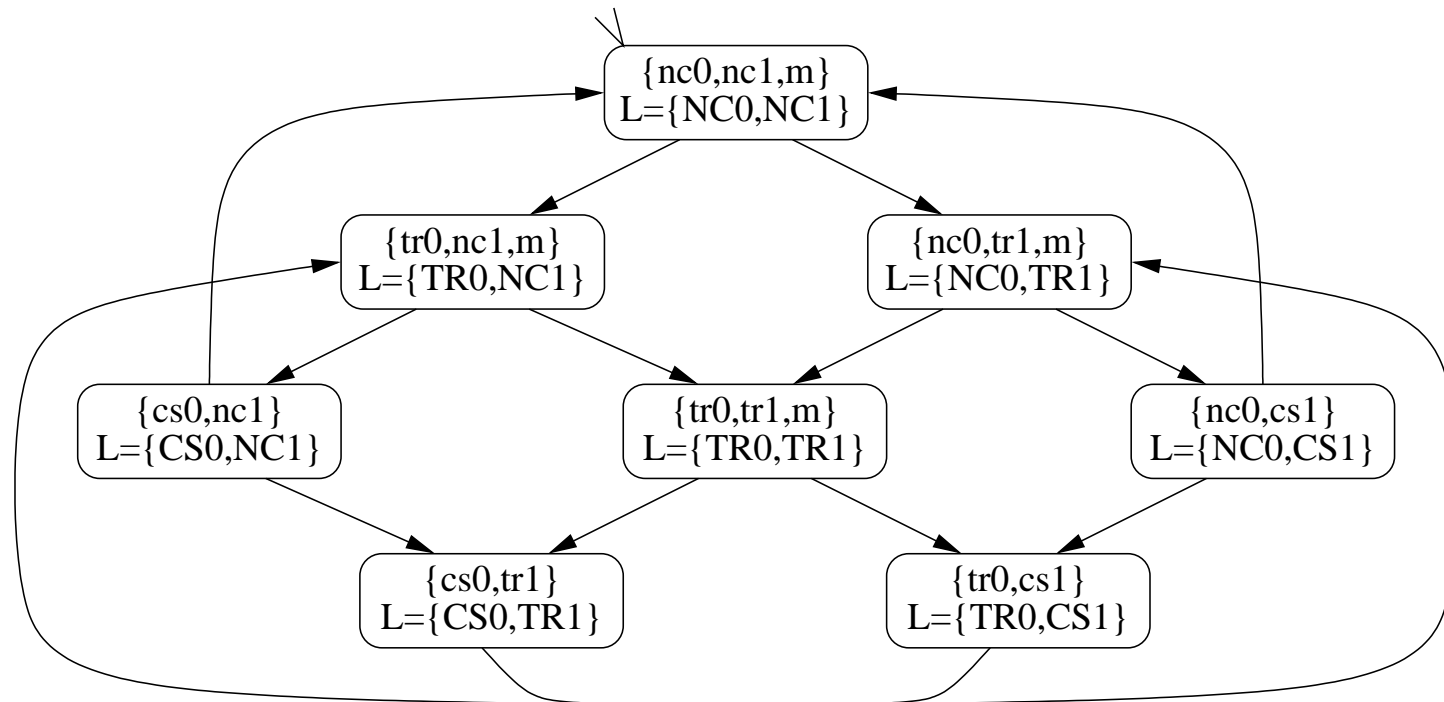 {nc0,nc1,m}
L={NC0,NC1}
{tr0,nc1,m}
L={TR0,NC1}
{nc0,tr1,m}
L={NC0,TR1}
{cs0,nc1}
L={CS0,NC1}
{tr0,tr1,m}
L={TR0,TR1}
{nc0,cs1}
L={NC0,CS1}
{cs0,tr1}
L={CS0,TR1}
{tr0,cs1}
L={TR0,CS1}